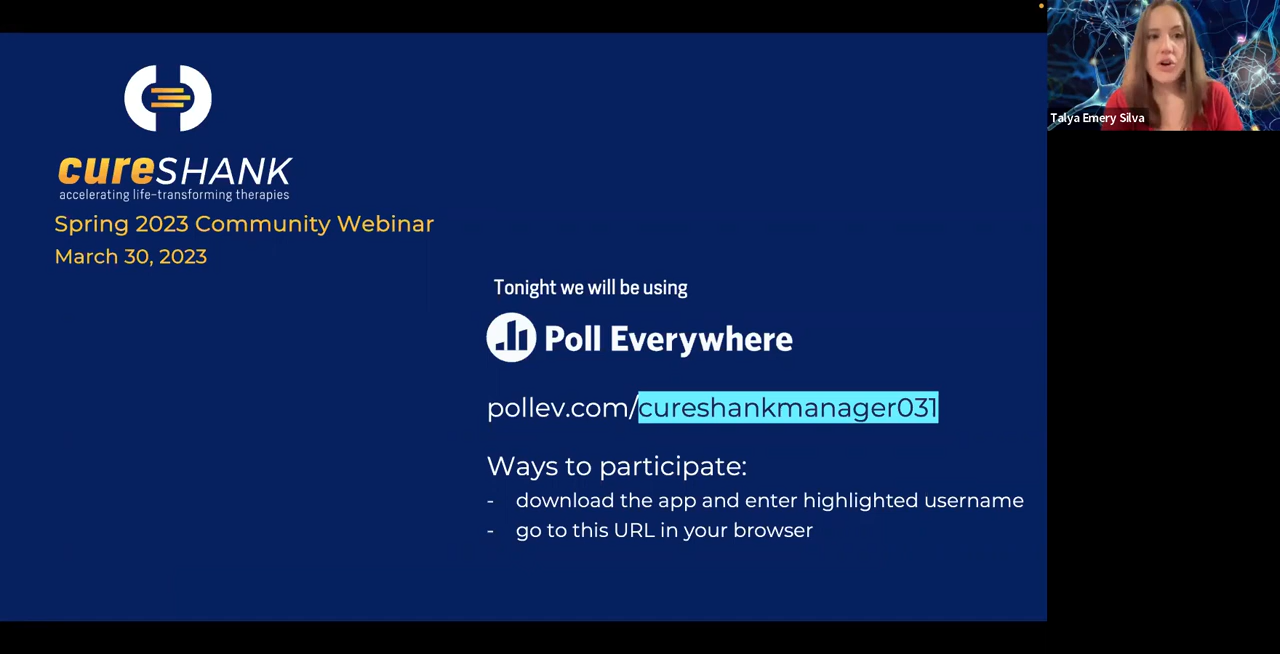 cureSHANK
accelerating life-transforming therapies
Spring 2023 Community Webinar
March 30, 2023
Tonight we will be using
Poll Everywhere
pollev.com/cureshankmanager031
Ways to participate:
- download the app and enter highlighted username
- go to this URL in your browser
Talya Emery Silva